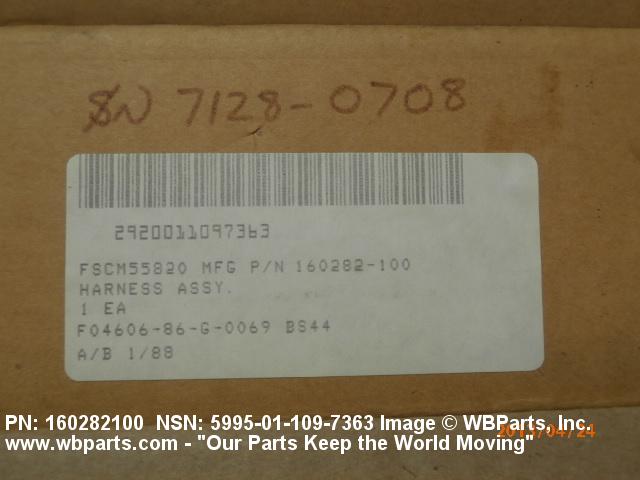 SN 7128-0708
2920011097363
FSCM55820 MFG P/N 160282-100
HARNESS ASSY.
1 EA
F04606-86-G-0069 BS44
A/B 1/88
PN: 160282100 NSN: 5995-01-109-7363 Image © WBParts, Inc.
www.wbparts.com - "Our Parts Keep the World Moving"